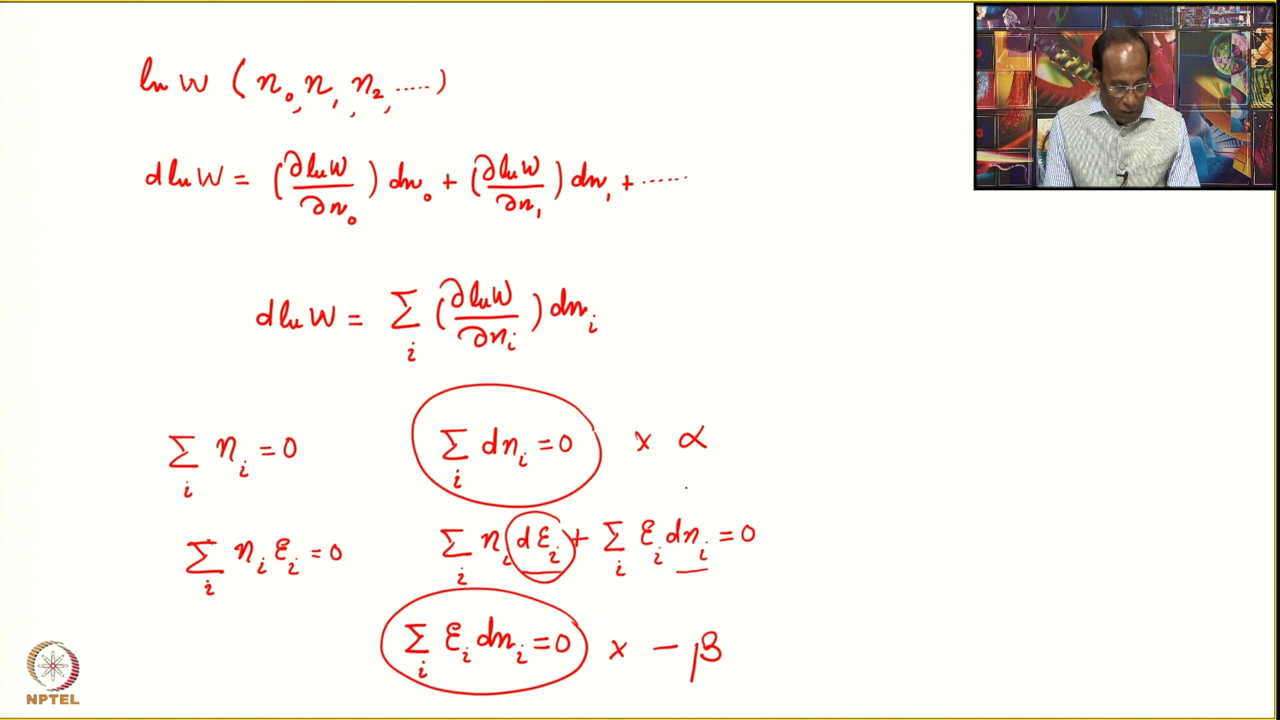 ln W (n₀, n₁, n₂, .....)
d ln W = (∂ln W / ∂n₀) dn₀ + (∂ln W / ∂n₁) dn₁ + ......
d ln W = Σᵢ (∂ln W / ∂nᵢ) dnᵢ
Σᵢ nᵢ = 0 Σᵢ dnᵢ = 0 × α
Σᵢ nᵢ εᵢ = 0 Σᵢ nᵢ dεᵢ + Σᵢ εᵢ dnᵢ = 0
Σᵢ εᵢ dnᵢ = 0 × − β
NPTEL